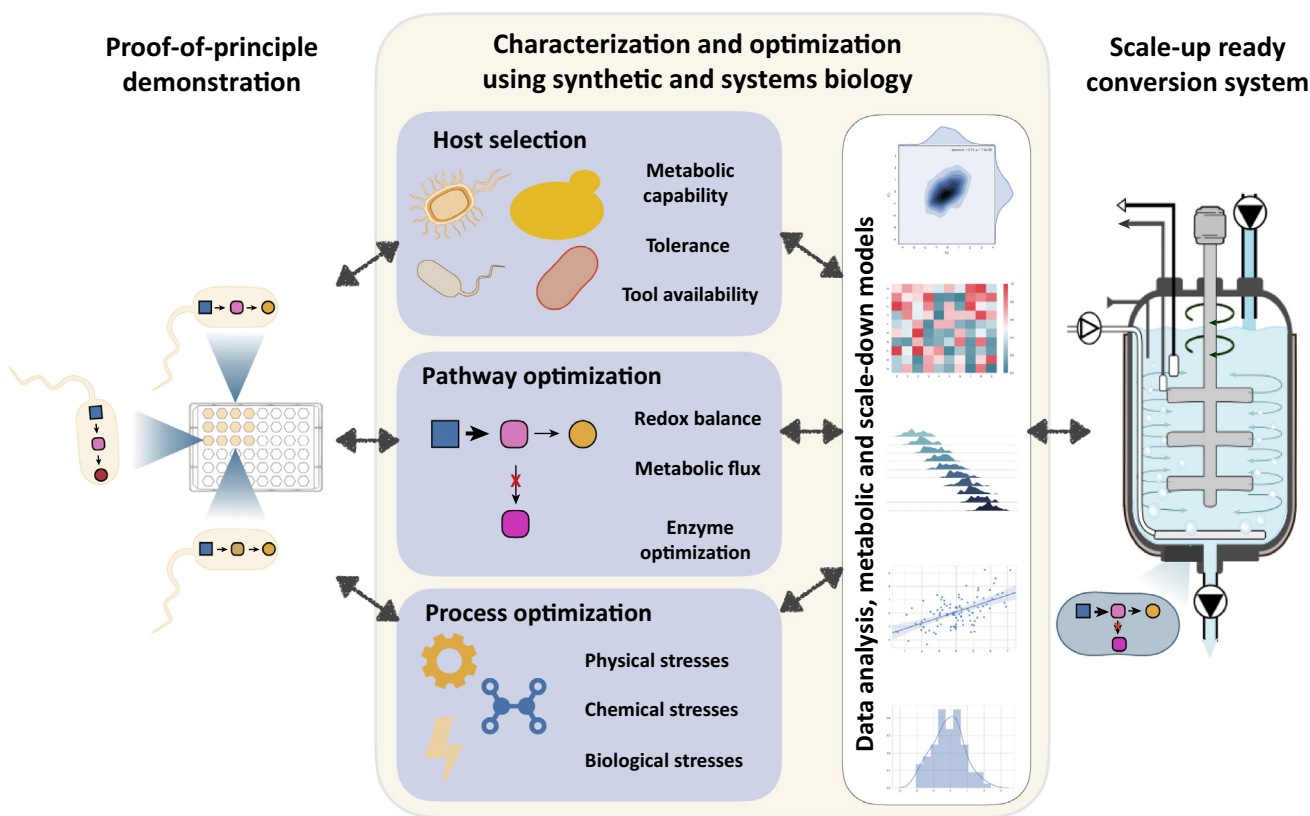 Proof-of-principle
demonstration
Characterization and optimization
using synthetic and systems biology
Scale-up ready
conversion system
Host selection
Metabolic
capability
Tolerance
Tool availability
Pathway optimization
Redox balance
Metabolic flux
X
Enzyme
optimization
Process optimization
Physical stresses
Chemical stresses
Biological stresses
Data analysis, metabolic and scale-down models